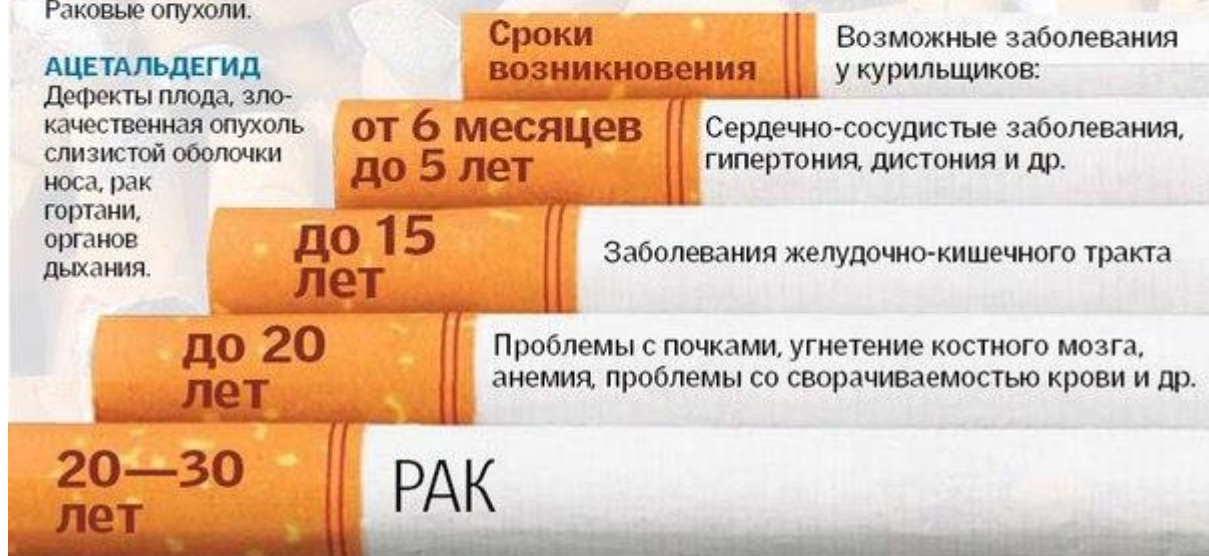 Раковые опухоли.
АЦЕТАЛЬДЕГИД
Дефекты плода, зло-
качественная опухоль
слизистой оболочки
носа, рак
гортани,
органов
дыхания.
Сроки
возникновения
Возможные заболевания
у курильщиков:
от 6 месяцев
до 5 лет
Сердечно-сосудистые заболевания,
гипертония, дистония и др.
до 15
лет
Заболевания желудочно-кишечного тракта
до 20
лет
Проблемы с почками, угнетение костного мозга,
анемия, проблемы со сворачиваемостью крови и др.
20—30
лет
РАК